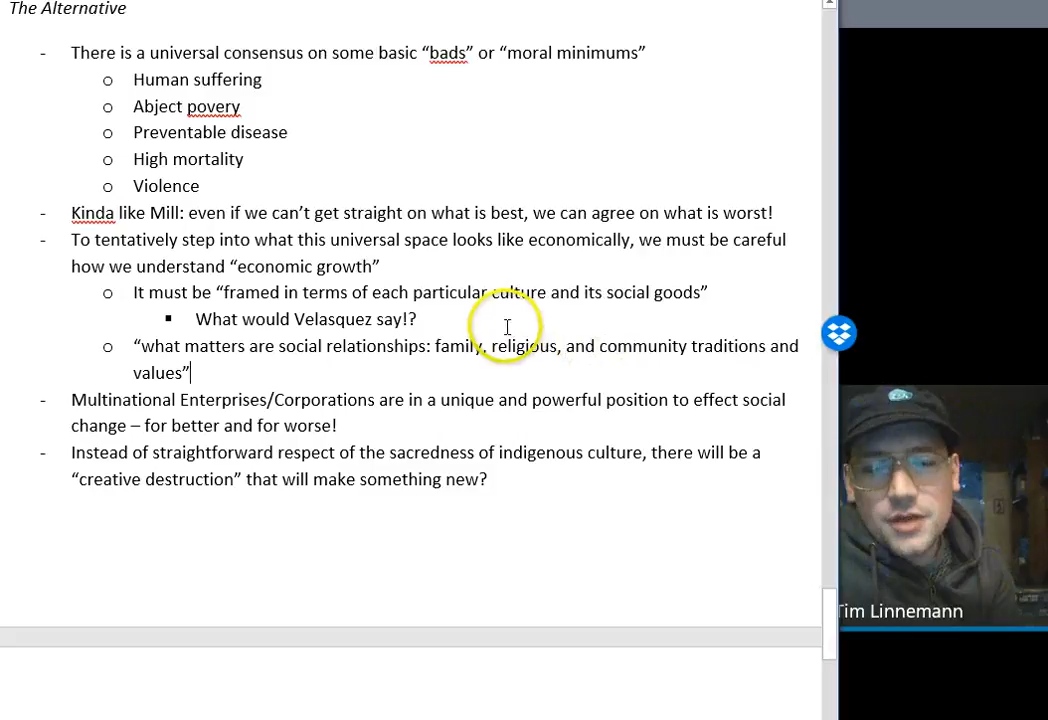 The Alternative
- There is a universal consensus on some basic “bads” or “moral minimums”
o Human suffering
o Abject povery
o Preventable disease
o High mortality
o Violence
- Kinda like Mill: even if we can’t get straight on what is best, we can agree on what is worst!
- To tentatively step into what this universal space looks like economically, we must be careful
how we understand “economic growth”
o It must be “framed in terms of each particular culture and its social goods”
▪ What would Velasquez say!?
o “what matters are social relationships: family, religious, and community traditions and
values”
- Multinational Enterprises/Corporations are in a unique and powerful position to effect social
change – for better and for worse!
- Instead of straightforward respect of the sacredness of indigenous culture, there will be a
“creative destruction” that will make something new?
Tim Linnemann